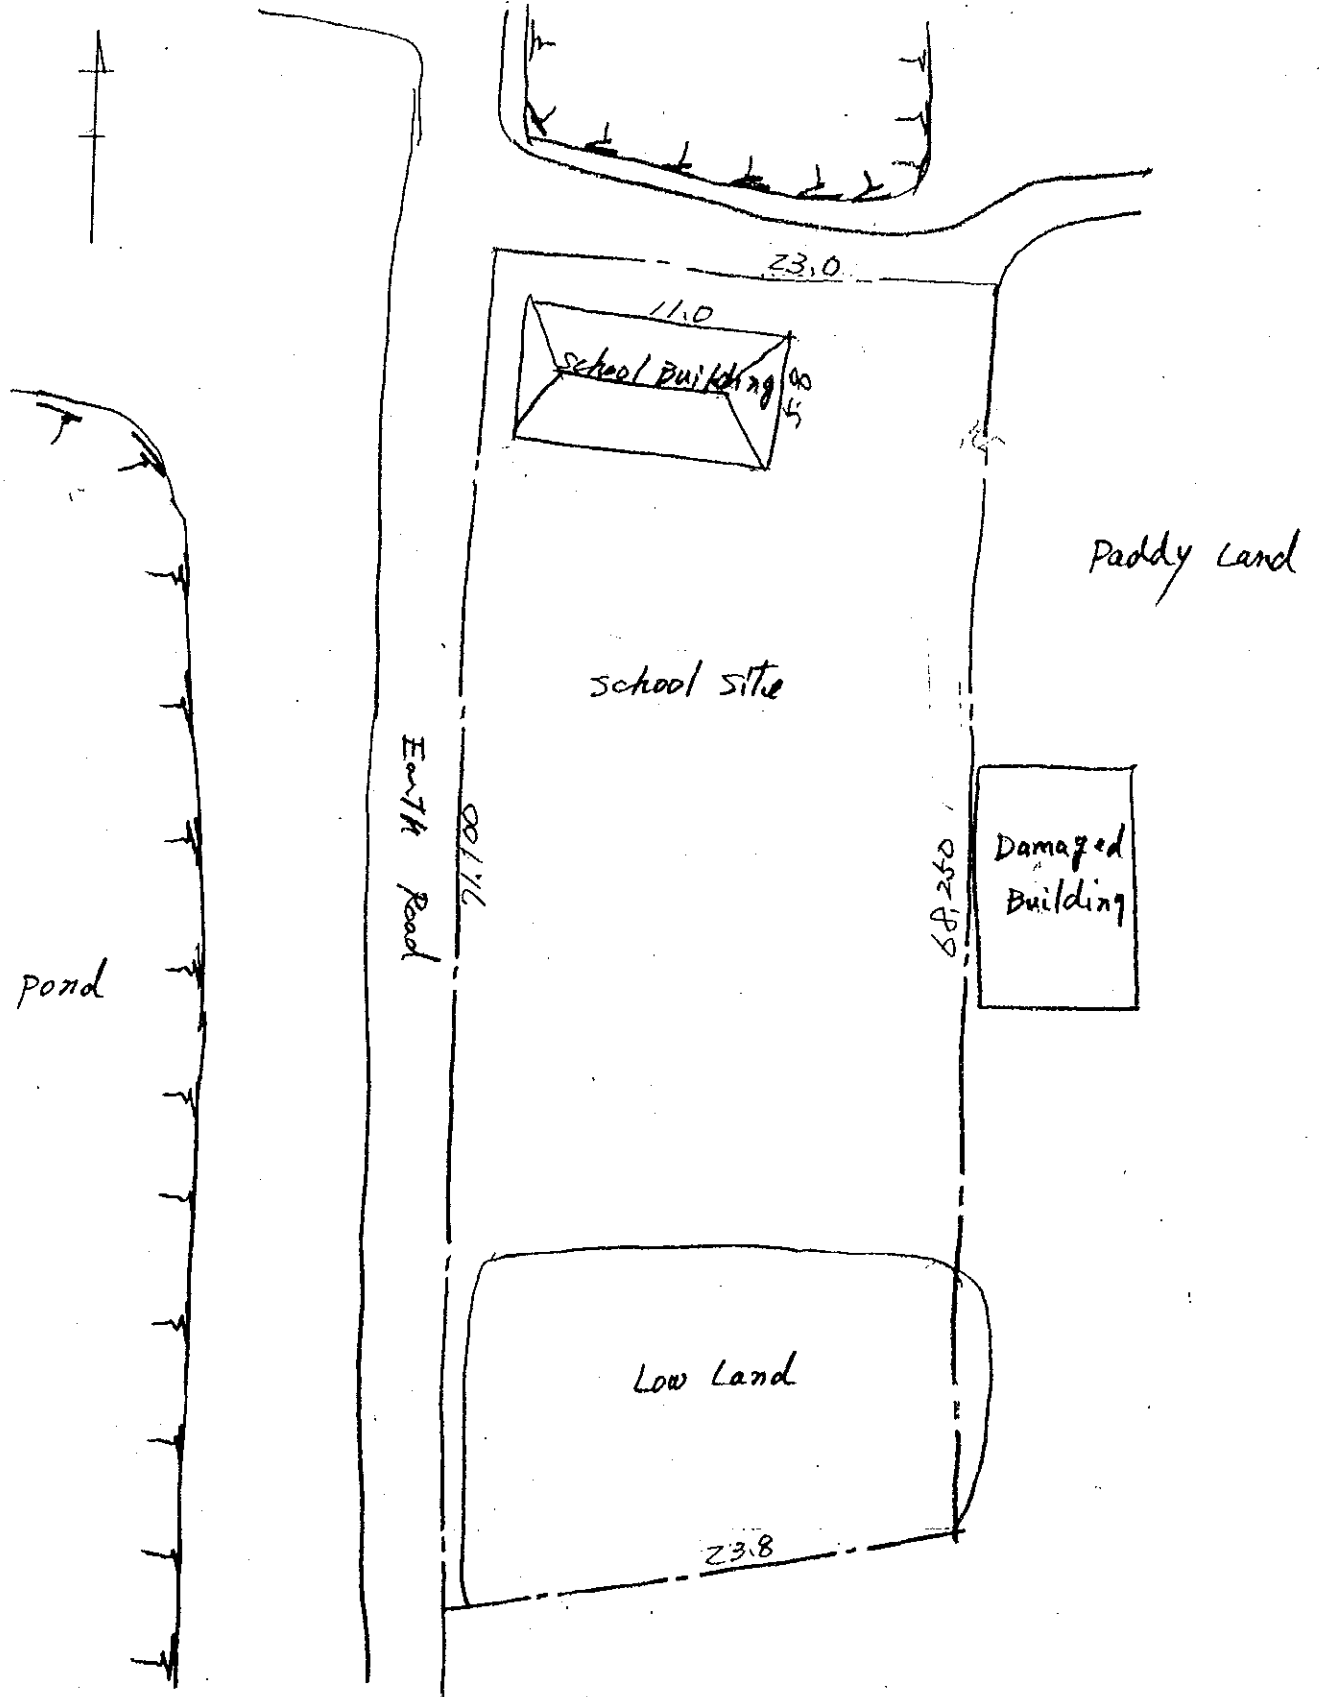 23.0
11.0
School Building
5.8
Paddy Land
School Site
Earth Road
71.100
68.250
Damaged
Building
Pond
Low Land
23.8